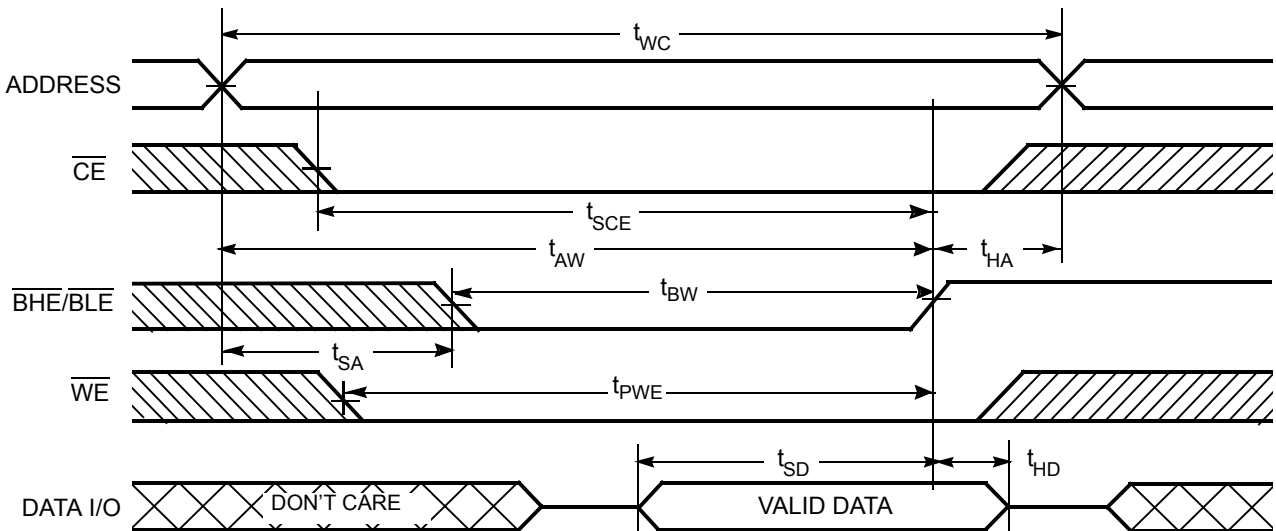 tWC
ADDRESS
CE
tSCE
tAW
tHA
BHE/BLE
tBW
tSA
WE
tPWE
tSD
tHD
DATA I/O
DON'T CARE
VALID DATA